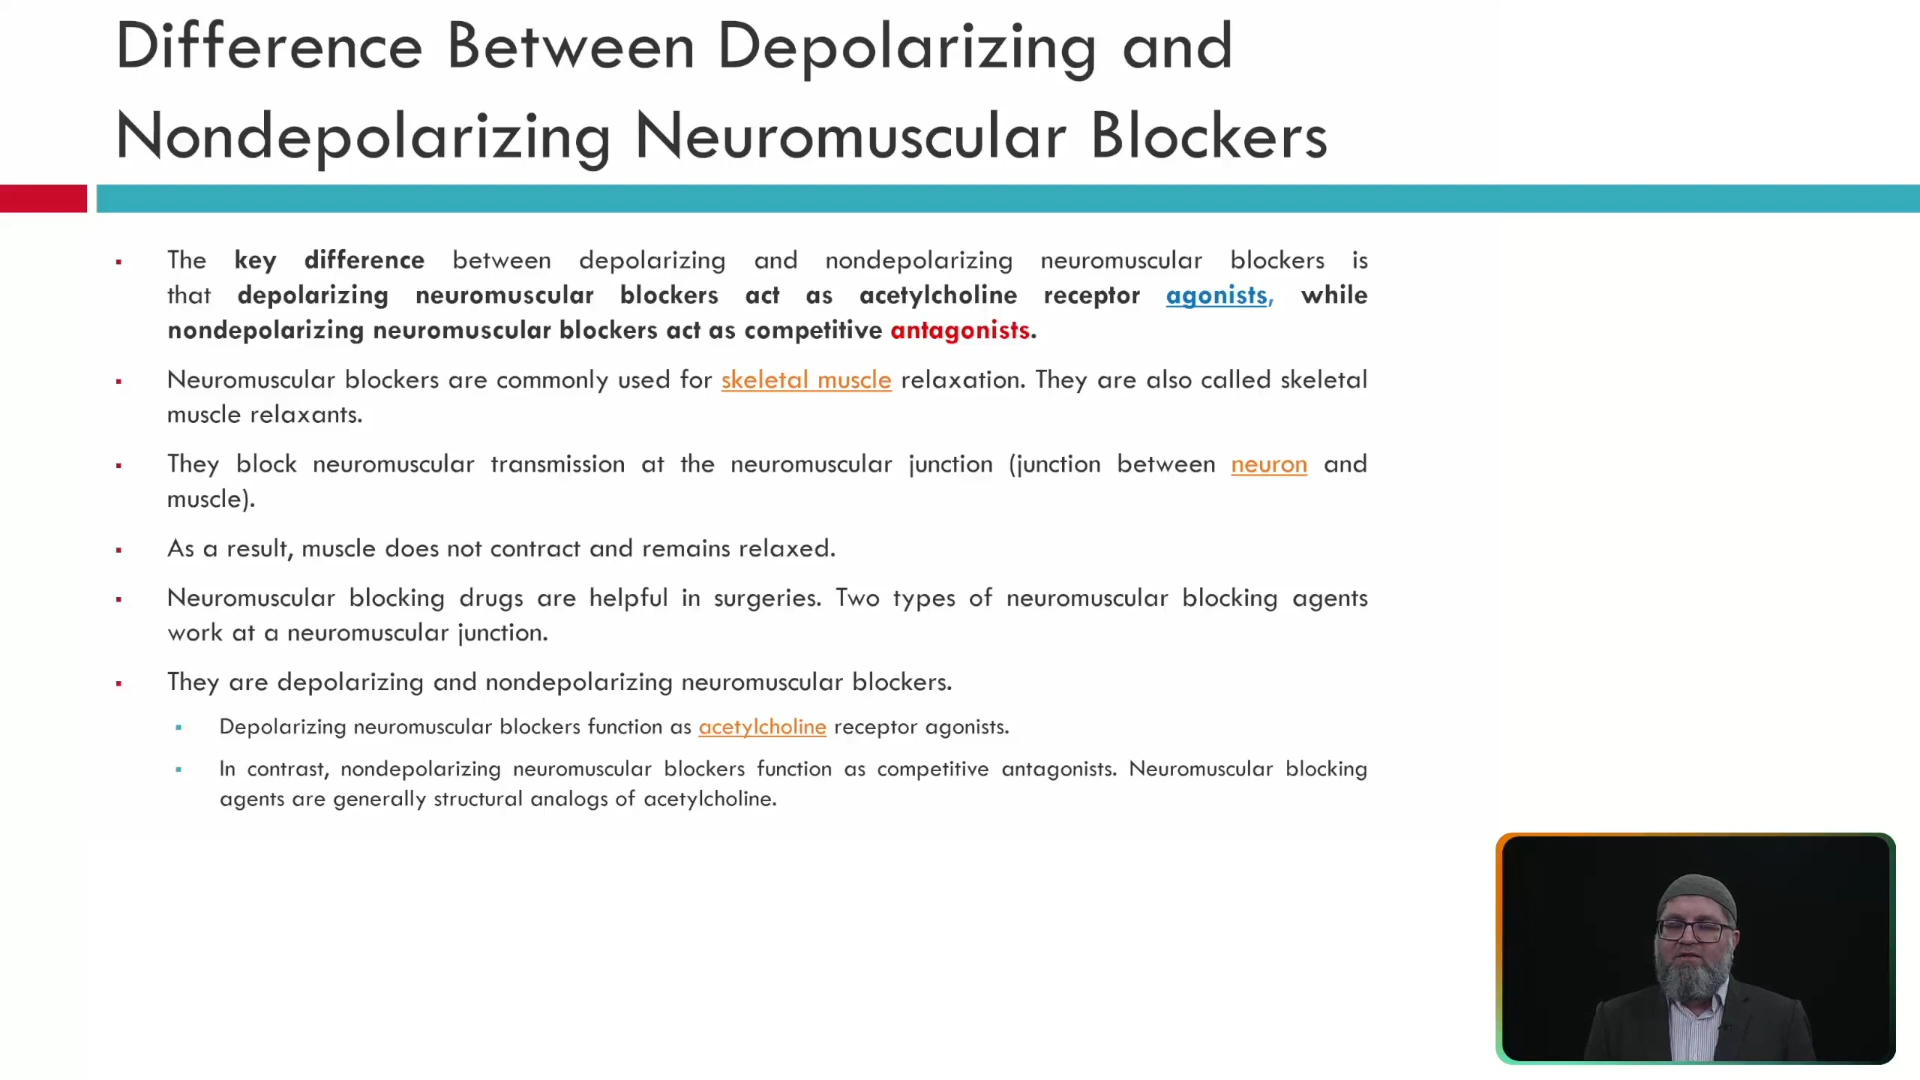 Difference Between Depolarizing and
Nondepolarizing Neuromuscular Blockers
The key difference between depolarizing and nondepolarizing neuromuscular blockers is
that depolarizing neuromuscular blockers act as acetylcholine receptor agonists, while
nondepolarizing neuromuscular blockers act as competitive antagonists.
Neuromuscular blockers are commonly used for skeletal muscle relaxation. They are also called skeletal
muscle relaxants.
They block neuromuscular transmission at the neuromuscular junction (junction between neuron and
muscle).
As a result, muscle does not contract and remains relaxed.
Neuromuscular blocking drugs are helpful in surgeries. Two types of neuromuscular blocking agents
work at a neuromuscular junction.
They are depolarizing and nondepolarizing neuromuscular blockers.
Depolarizing neuromuscular blockers function as acetylcholine receptor agonists.
In contrast, nondepolarizing neuromuscular blockers function as competitive antagonists. Neuromuscular blocking
agents are generally structural analogs of acetylcholine.